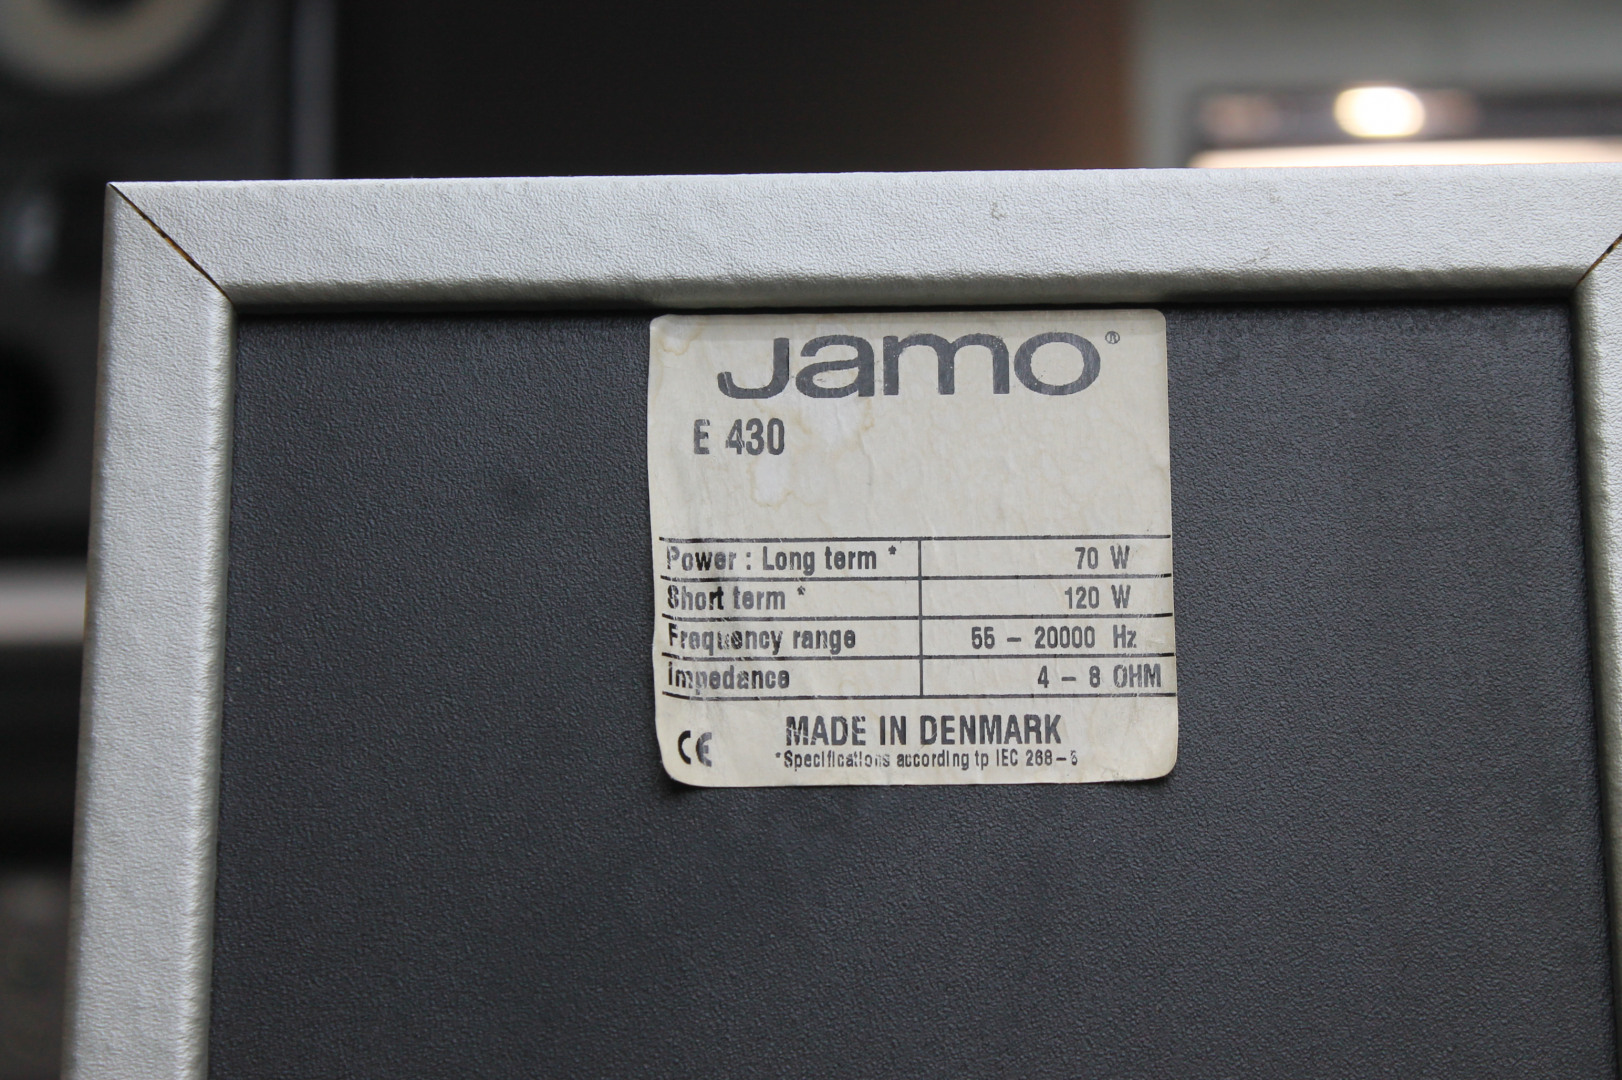 Jamo®
E 430
Power : Long term * 70 W
Short term * 120 W
Frequency range 55 – 20000 Hz
Impedance 4 – 8 OHM
CE MADE IN DENMARK
*Specifications according tp IEC 268–5